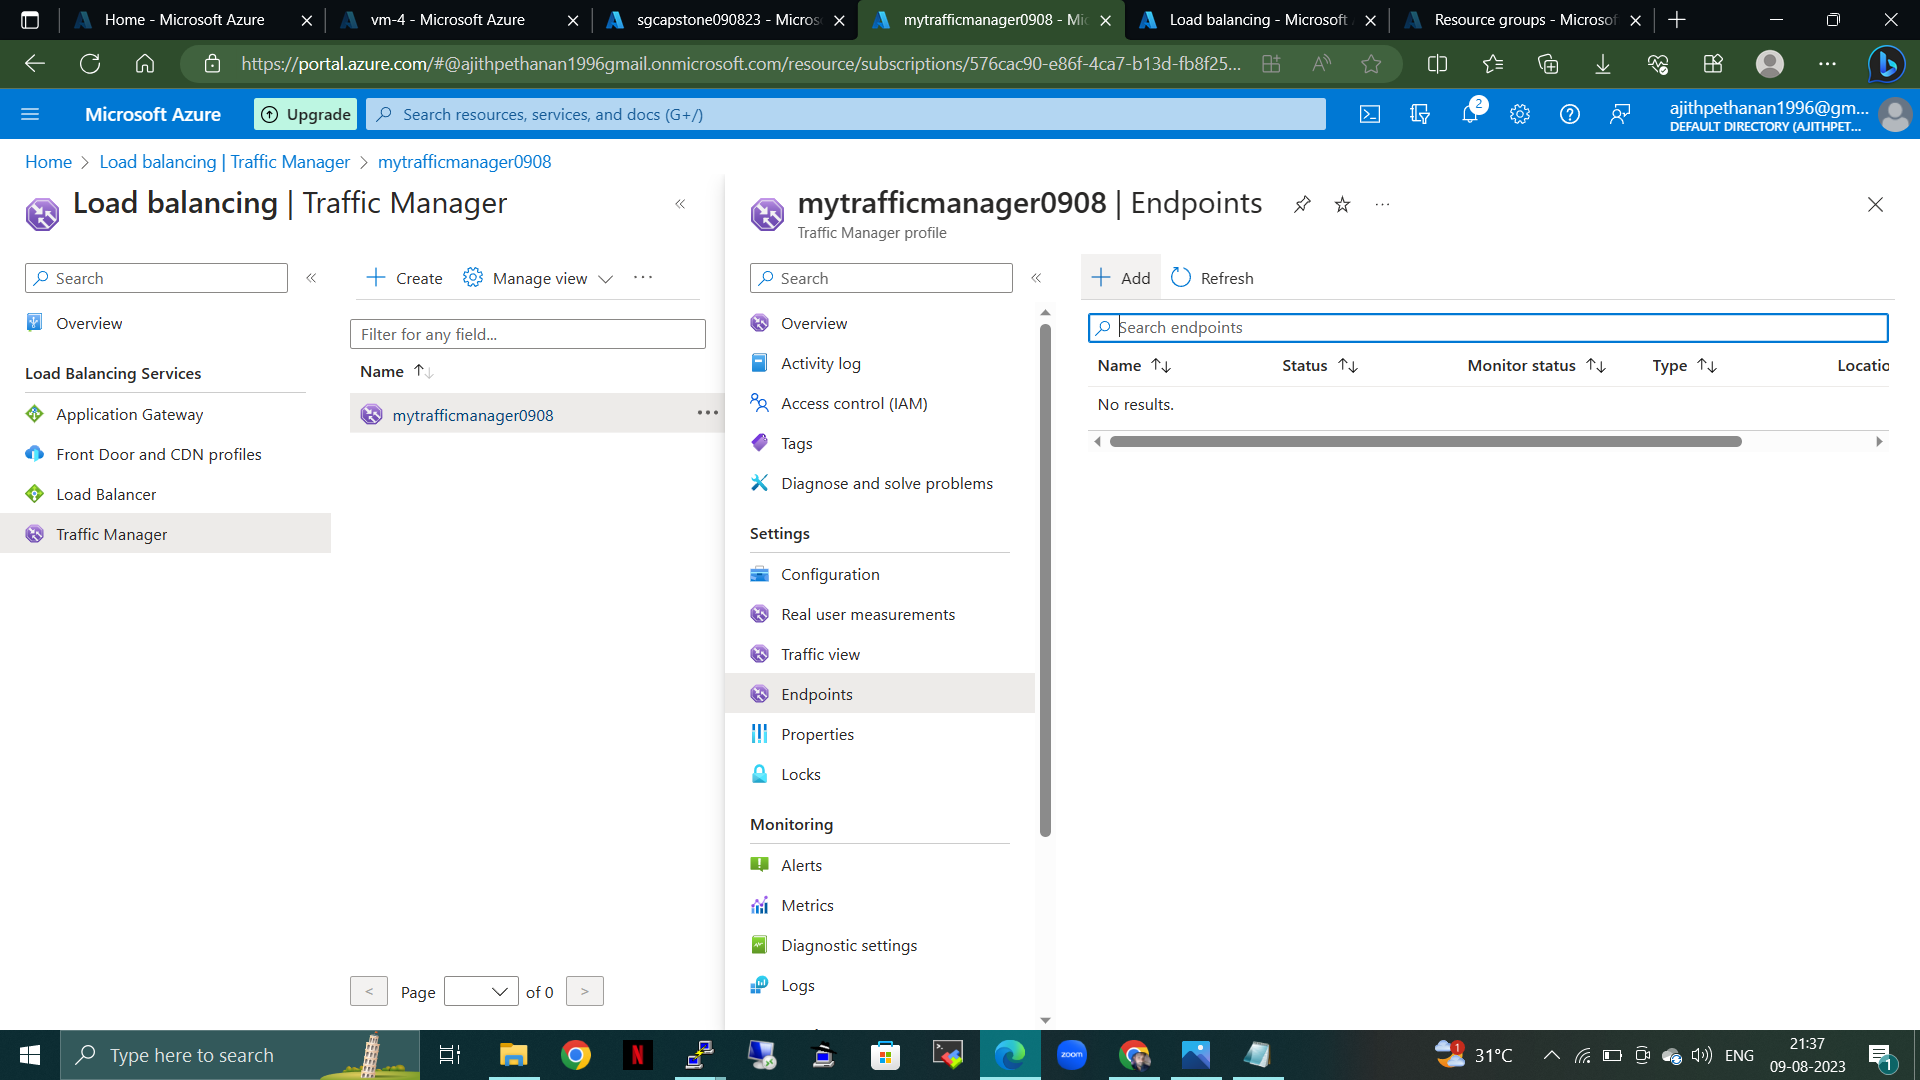 Home - Microsoft Azure
vm-4 - Microsoft Azure
sgcapstone090823 - Micros
mytrafficmanager0908 - Mic
Load balancing - Microsoft
Resource groups - Microsof
https://portal.azure.com/#@ajithpethanan1996gmail.onmicrosoft.com/resource/subscriptions/576cac90-e86f-4ca7-b13d-fb8f25...
Microsoft Azure
Upgrade
Search resources, services, and docs (G+/)
2
ajithpethanan1996@gm...
DEFAULT DIRECTORY (AJITHPET...
Home > Load balancing | Traffic Manager > mytrafficmanager0908
Load balancing | Traffic Manager
Search
Overview
Load Balancing Services
Application Gateway
Front Door and CDN profiles
Load Balancer
Traffic Manager
Create
Manage view
Filter for any field...
Name
mytrafficmanager0908
< Page of 0 >
mytrafficmanager0908 | Endpoints
Traffic Manager profile
Search
Overview
Activity log
Access control (IAM)
Tags
Diagnose and solve problems
Settings
Configuration
Real user measurements
Traffic view
Endpoints
Properties
Locks
Monitoring
Alerts
Metrics
Diagnostic settings
Logs
Add
Refresh
Search endpoints
Name Status Monitor status Type Locatio
No results.
Type here to search
zoom
1
31°C
ENG
21:37
09-08-2023
1